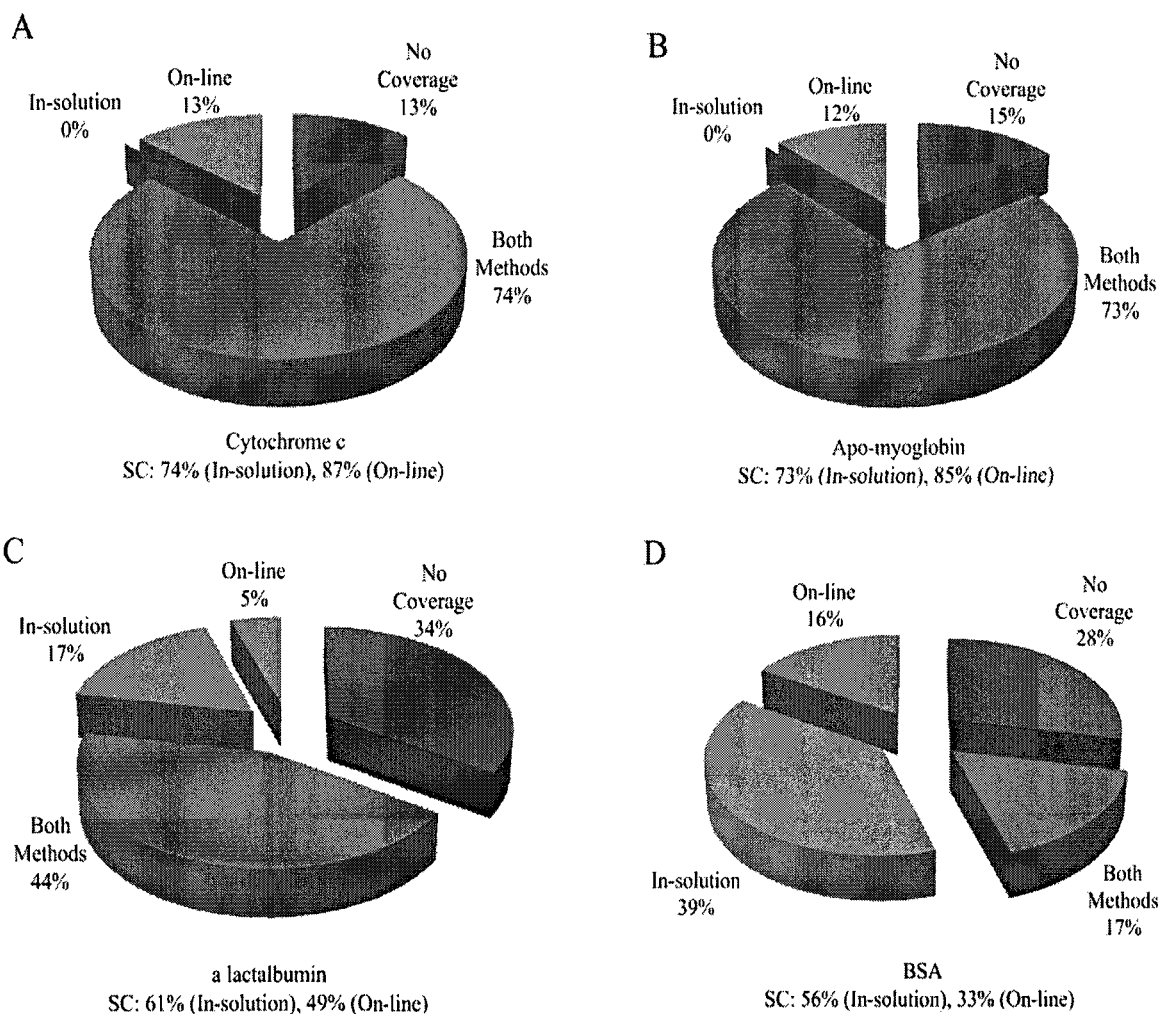 A
No
Coverage
13%
On-line
13%
In-solution
0%
Both
Methods
74%
Cytochrome c
SC: 74% (In-solution), 87% (On-line)
B
No
Coverage
15%
On-line
12%
In-solution
0%
Both
Methods
73%
Apo-myoglobin
SC: 73% (In-solution), 85% (On-line)
C
On-line
5%
No
Coverage
34%
In-solution
17%
Both
Methods
44%
a lactalbumin
SC: 61% (In-solution), 49% (On-line)
D
On-line
16%
No
Coverage
28%
In-solution
39%
Both
Methods
17%
BSA
SC: 56% (In-solution), 33% (On-line)